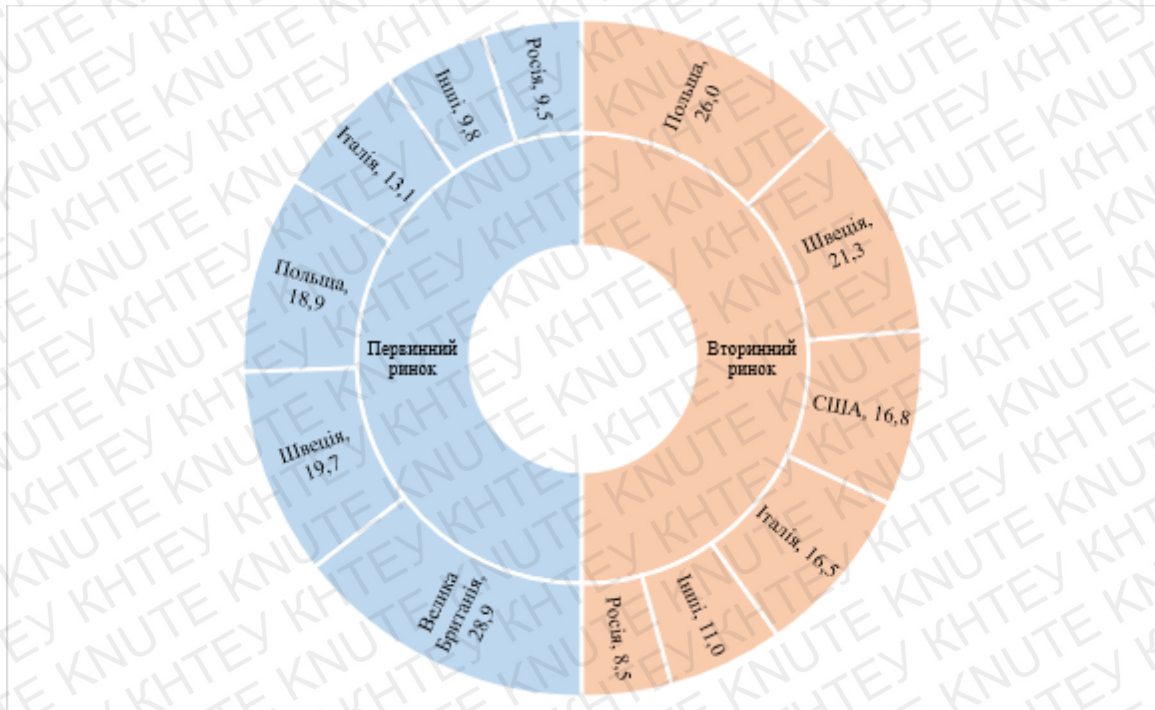 Росія, 9,5
Інші, 9,8
Італія, 13,1
Польща,
18,9
Швеція,
19,7
Велика
Британія,
28,9
Первинний
ринок
Польща,
26,0
Швеція,
21,3
США, 16,8
Італія, 16,5
Інші, 11,0
Росія, 8,5
Вторинний
ринок
КНТЕУ KNUTE